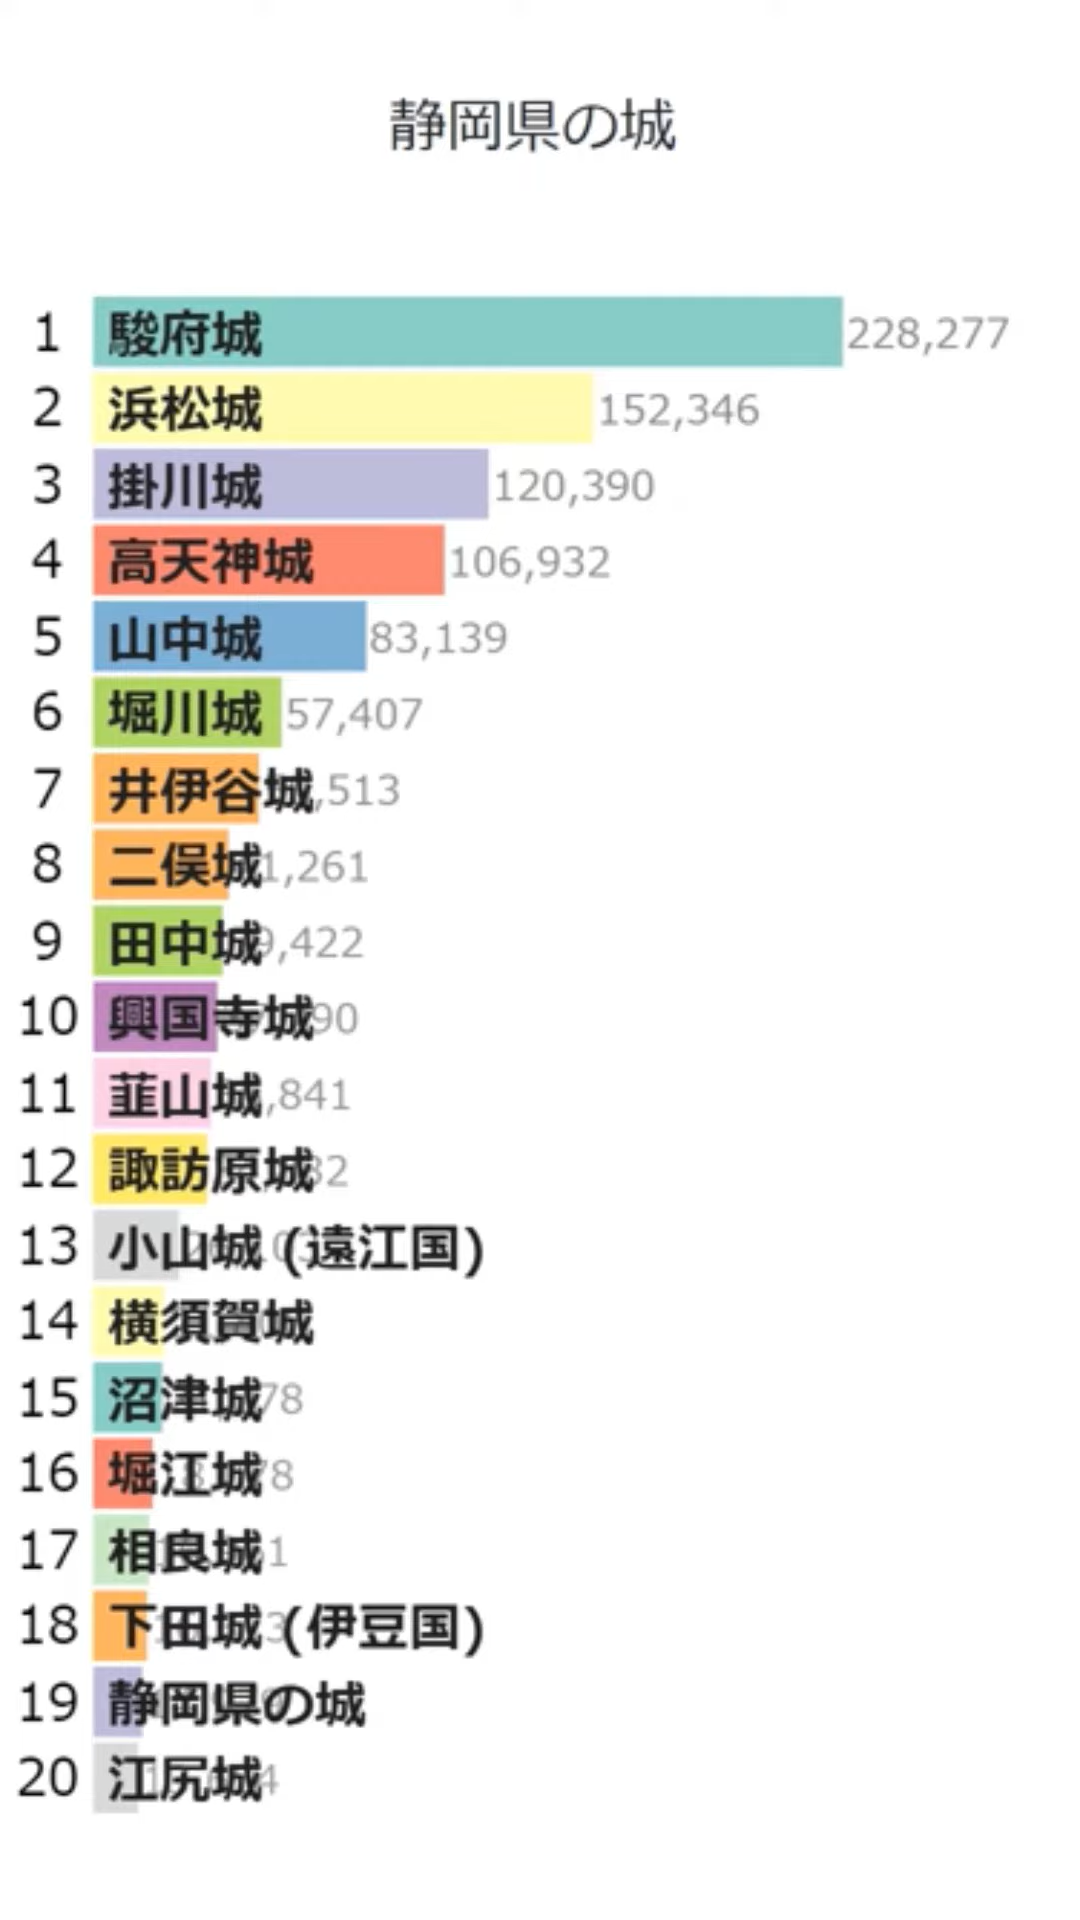 静岡県の城
1 駿府城 228,277
2 浜松城 152,346
3 掛川城 120,390
4 高天神城 106,932
5 山中城 83,139
6 堀川城 57,407
7 井伊谷城 ,513
8 二俣城 1,261
9 田中城 9,422
10 興国寺城 90
11 韮山城 ,841
12 諏訪原城 32
13 小山城 (遠江国)
14 横須賀城
15 沼津城 78
16 堀江城 78
17 相良城 1
18 下田城 (伊豆国)
19 静岡県の城
20 江尻城 4